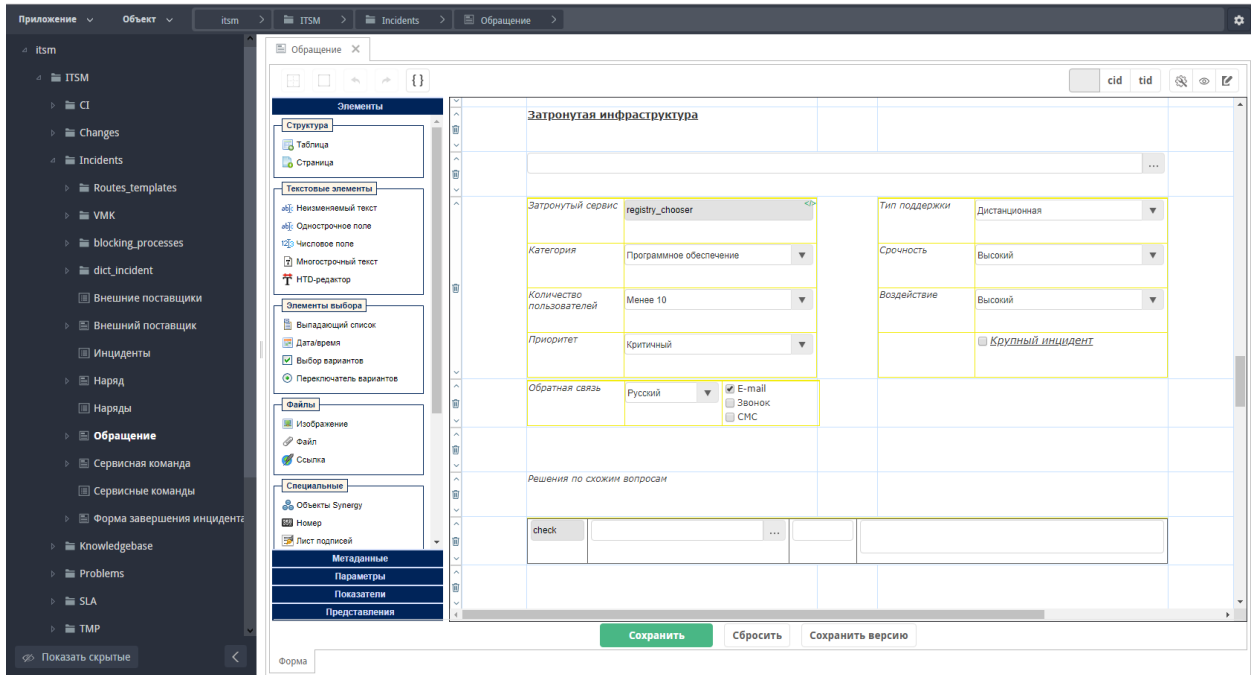 Приложение
Объект
itsm
ITSM
Incidents
Обращение
itsm
ITSM
CI
Changes
Incidents
Routes_templates
VMK
blocking_processes
dict_incident
Внешние поставщики
Внешний поставщик
Инциденты
Наряд
Наряды
Обращение
Сервисная команда
Сервисные команды
Форма завершения инцидента
Knowledgebase
Problems
SLA
TMP
Показать скрытые
Обращение
{ }
cid
tid
Элементы
Структура
Таблица
Страница
Текстовые элементы
Неизменяемый текст
Однострочное поле
Числовое поле
Многострочный текст
HTD-редактор
Элементы выбора
Выпадающий список
Дата/время
Выбор вариантов
Переключатель вариантов
Файлы
Изображение
Файл
Ссылка
Специальные
Объекты Synergy
Номер
Лист подписей
Метаданные
Параметры
Показатели
Представления
Затронутая инфраструктура
...
Затронутый сервис registry_chooser </> Тип поддержки Дистанционная
Категория Программное обеспечение Срочность Высокий
Количество Менее 10 Воздействие Высокий
пользователей
Приоритет Критичный Крупный инцидент
Обратная связь Русский E-mail
Звонок
СМС
Решения по схожим вопросам
check ...
Сохранить Сбросить Сохранить версию
Форма